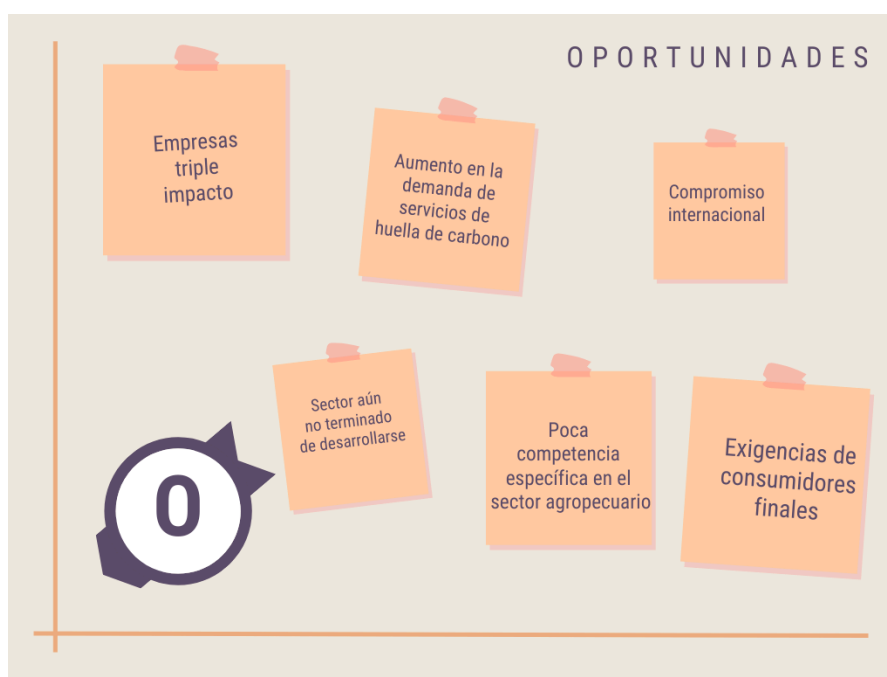 OPORTUNIDADES
Empresas
triple
impacto
Aumento en la
demanda de
servicios de
huella de carbono
Compromiso
internacional
Sector aún
no terminado
de desarrollarse
Poca
competencia
específica en el
sector agropecuario
Exigencias de
consumidores
finales
O